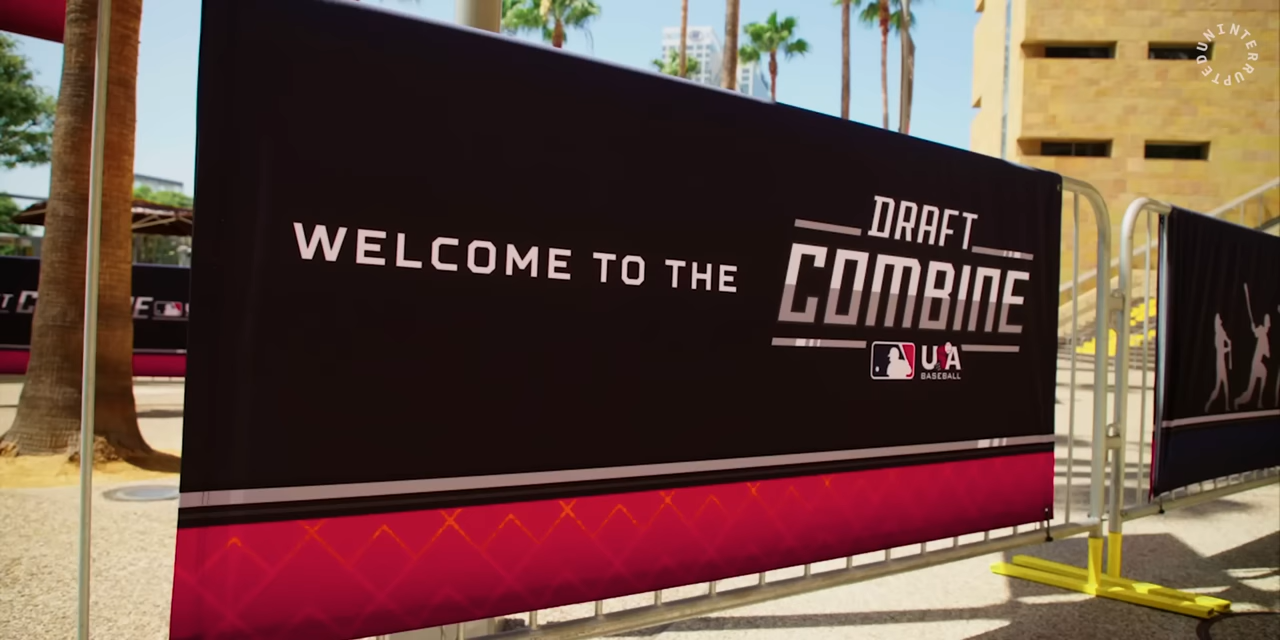 UNINTERRUPTED
WELCOME TO THE
DRAFT
COMBINE
USA
BASEBALL